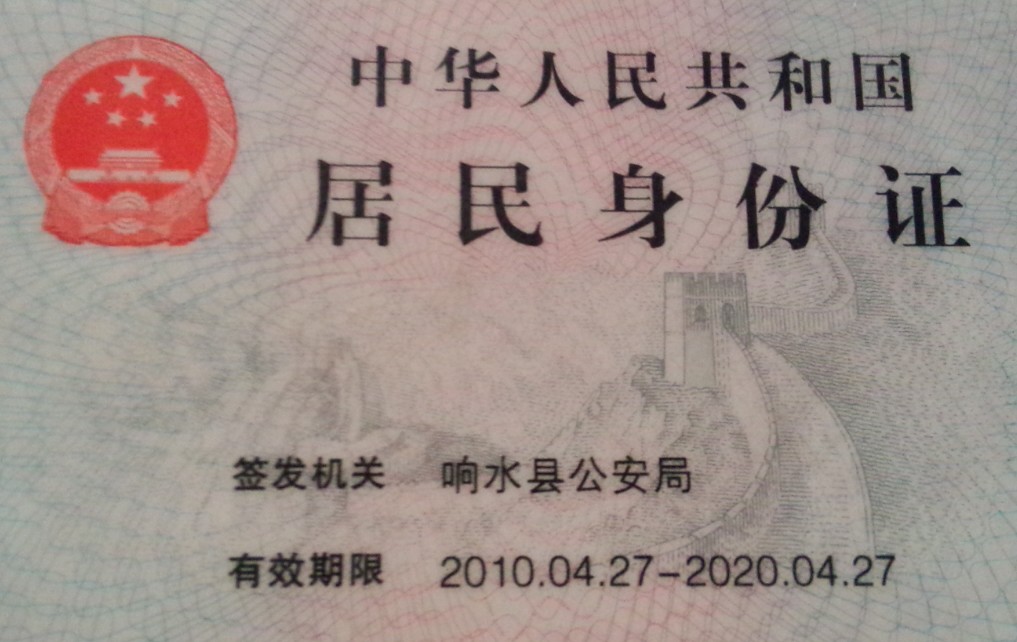 中华人民共和国
居民身份证
签发机关 响水县公安局
有效期限 2010.04.27-2020.04.27